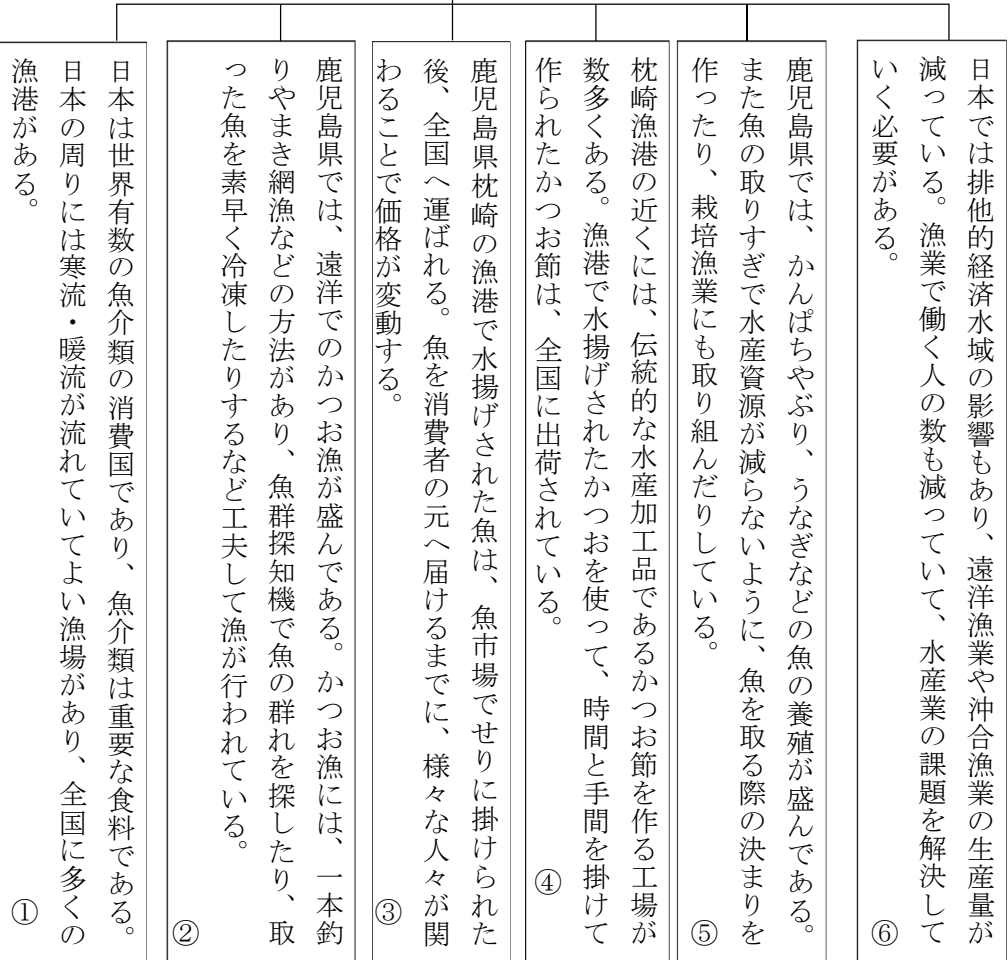 日本では排他的経済水域の影響もあり、遠洋漁業や沖合漁業の生産量が
減っている。漁業で働く人の数も減っていて、水産業の課題を解決して
いく必要がある。
⑥
鹿児島県では、かんぱちやぶり、うなぎなどの魚の養殖が盛んである。
また魚の取りすぎで水産資源が減らないように、魚を取る際の決まりを
作ったり、栽培漁業にも取り組んだりしている。
⑤
枕崎漁港の近くには、伝統的な水産加工品であるかつお節を作る工場が
数多くある。漁港で水揚げされたかつおを使って、時間と手間を掛けて
作られたかつお節は、全国に出荷されている。
④
鹿児島県枕崎の漁港で水揚げされた魚は、魚市場でせりに掛けられた
後、全国へ運ばれる。魚を消費者の元へ届けるまでに、様々な人々が関
わることで価格が変動する。
③
鹿児島県では、遠洋でのかつお漁が盛んである。かつお漁には、一本釣
りやまき網漁などの方法があり、魚群探知機で魚の群れを探したり、取
った魚を素早く冷凍したりするなど工夫して漁が行われている。
②
日本は世界有数の魚介類の消費国であり、魚介類は重要な食料である。
日本の周りには寒流・暖流が流れていてよい漁場があり、全国に多くの
漁港がある。
①